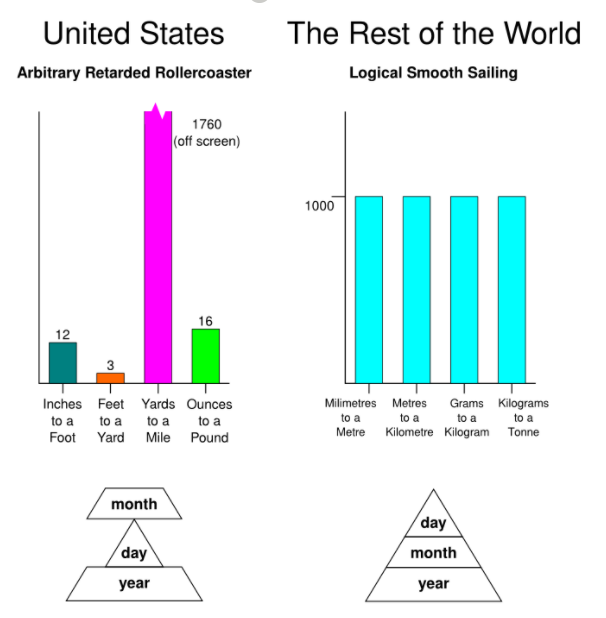 United States
Arbitrary Retarded Rollercoaster
1760
(off screen)
12
3
16
Inches
to a
Foot
Feet
to a
Yard
Yards
to a
Mile
Ounces
to a
Pound
month
day
year
The Rest of the World
Logical Smooth Sailing
1000
Milimetres
to a
Metre
Metres
to a
Kilometre
Grams
to a
Kilogram
Kilograms
to a
Tonne
day
month
year